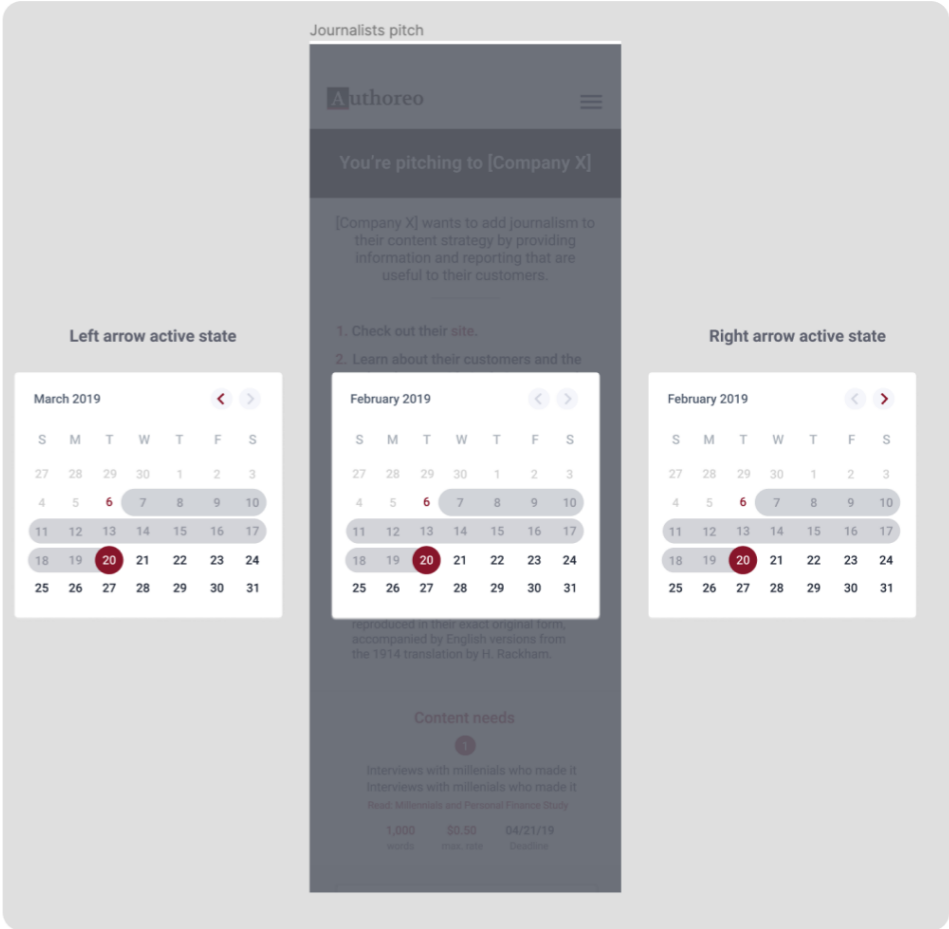 Journalists pitch
Authoreo
You're pitching to [Company X]
[Company X] wants to add journalism to
their content strategy by providing
information and reporting that are
useful to their customers.
1. Check out their site.
2. Learn about their customers and the
Left arrow active state
March 2019
S M T W T F S
27 28 29 30 1 2 3
4 5 6 7 8 9 10
11 12 13 14 15 16 17
18 19 20 21 22 23 24
25 26 27 28 29 30 31
February 2019
S M T W T F S
27 28 29 30 1 2 3
4 5 6 7 8 9 10
11 12 13 14 15 16 17
18 19 20 21 22 23 24
25 26 27 28 29 30 31
Right arrow active state
February 2019
S M T W T F S
27 28 29 30 1 2 3
4 5 6 7 8 9 10
11 12 13 14 15 16 17
18 19 20 21 22 23 24
25 26 27 28 29 30 31
reproduced in their exact original form,
accompanied by English versions from
the 1914 translation by H. Rackham.
Content needs
1
Interviews with millenials who made it
Interviews with millenials who made it
Read: Millennials and Personal Finance Study
1,000 $0.50 04/21/19
words max. rate Deadline